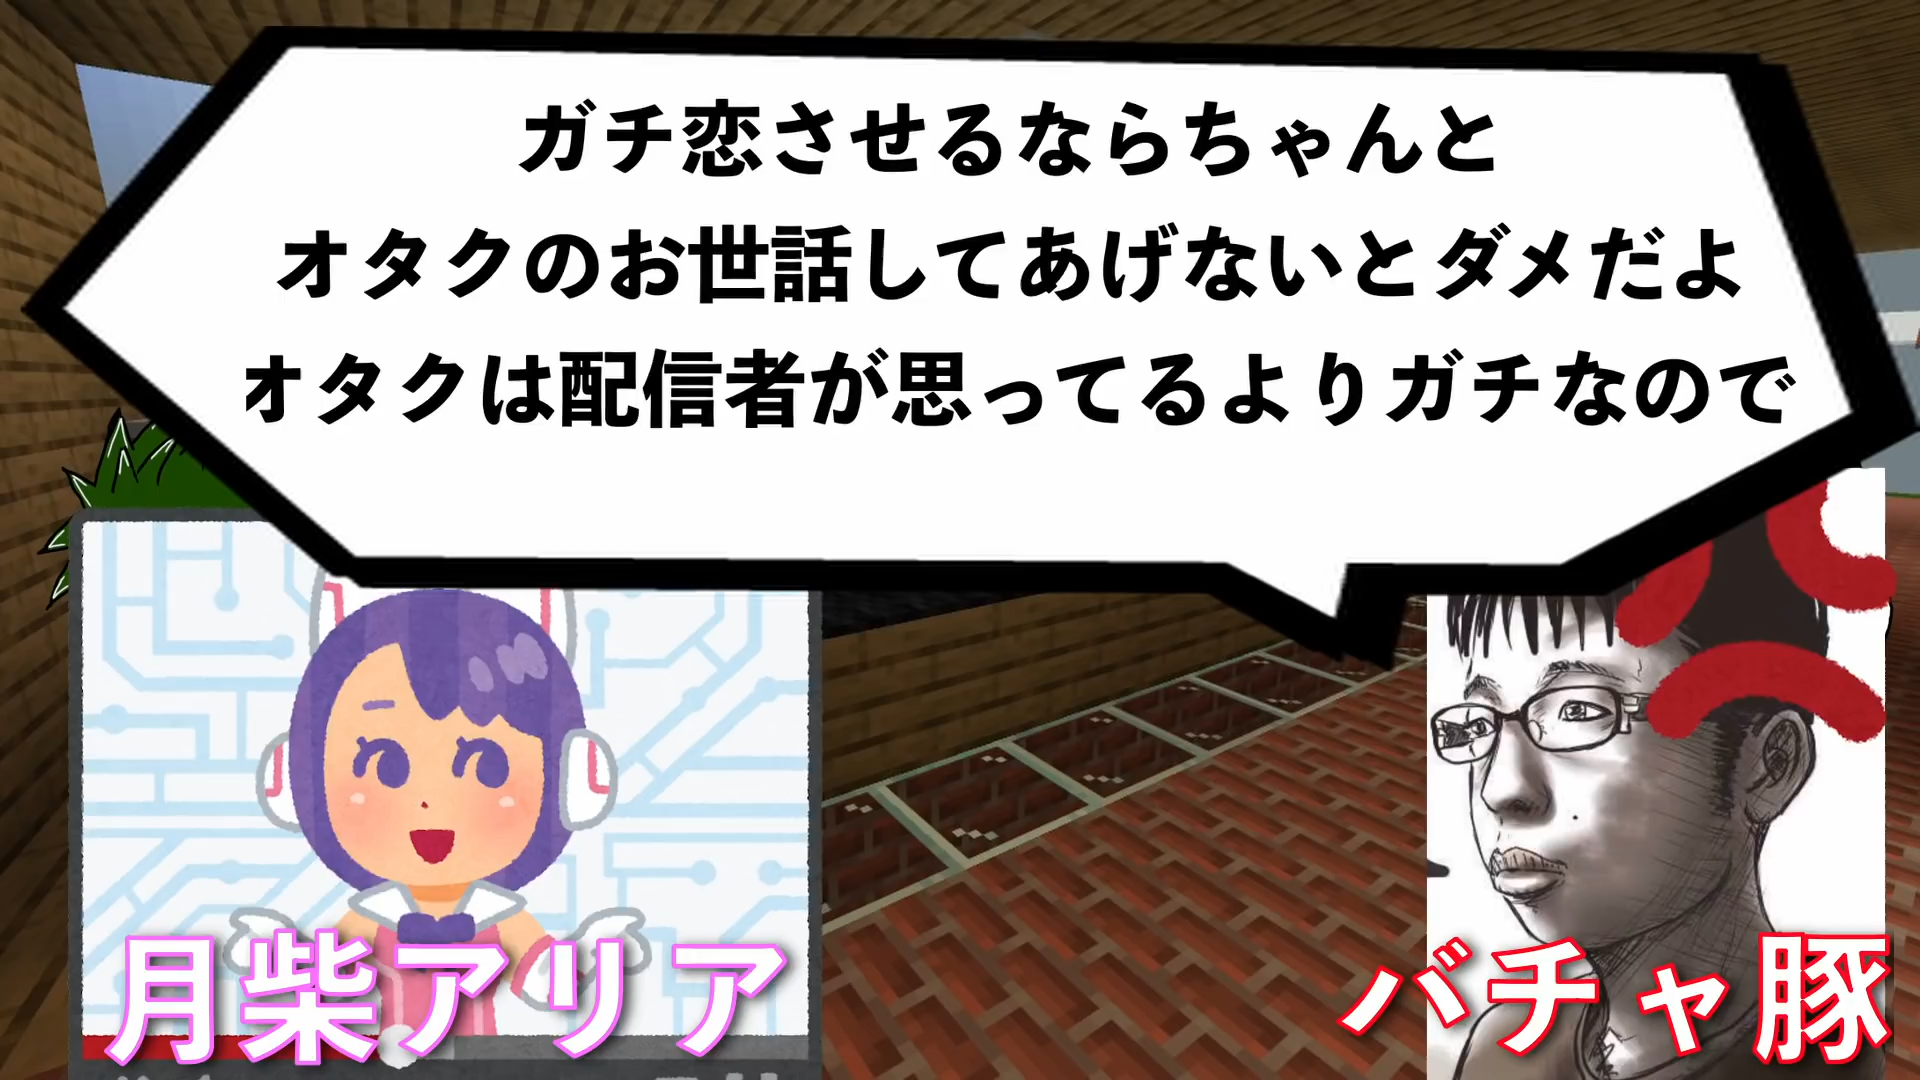 ガチ恋させるならちゃんと
オタクのお世話してあげないとダメだよ
オタクは配信者が思ってるよりガチなので
月柴アリア
バチャ豚